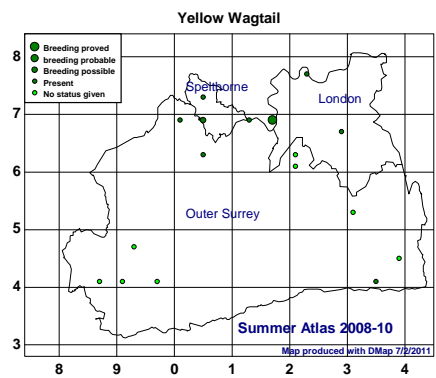 Yellow Wagtail
8
Breeding proved
breeding probable
Breeding possible
Present
No status given
Spelthorne
London
7
6
Outer Surrey
5
4
Summer Atlas 2008-10
3
Map produced with DMap 7/2/2011
8 9 0 1 2 3 4